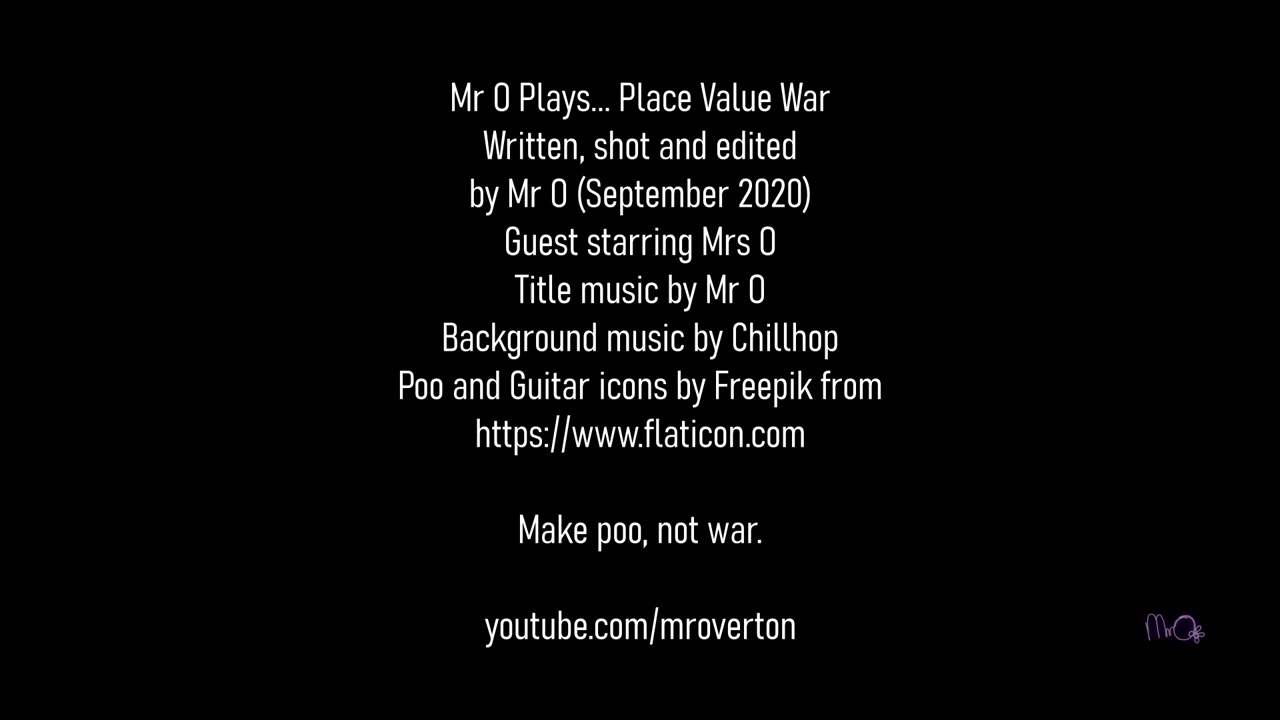 Mr O Plays... Place Value War
Written, shot and edited
by Mr O (September 2020)
Guest starring Mrs O
Title music by Mr O
Background music by Chillhop
Poo and Guitar icons by Freepik from
https://www.flaticon.com
Make poo, not war.
youtube.com/mroverton
MrO